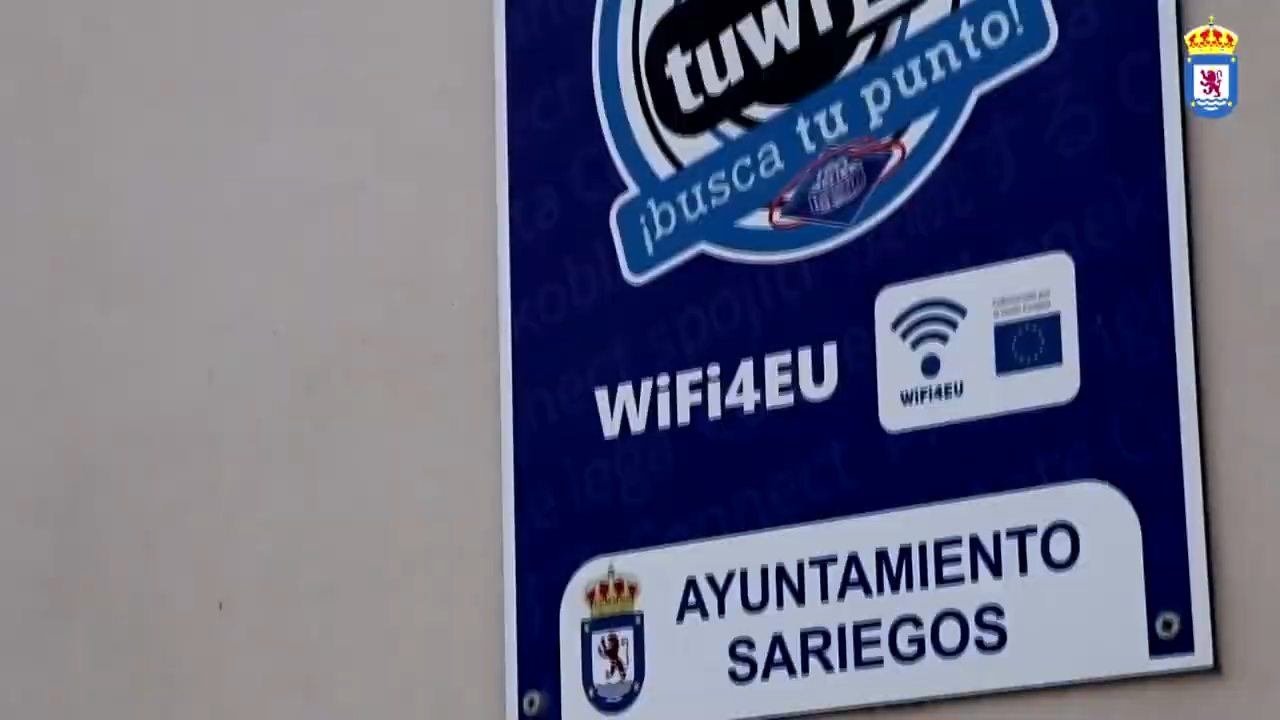 tuwi
¡busca tu punto!
WiFi4EU
WiFi4EU
AYUNTAMIENTO
SARIEGOS